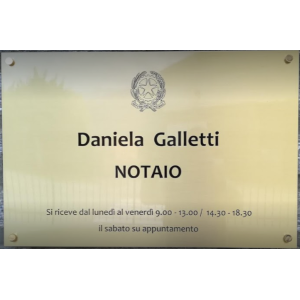 Daniela Galletti
NOTAIO
Si riceve dal lunedì al venerdì 9.00 - 13.00 / 14.30 - 18.30
il sabato su appuntamento